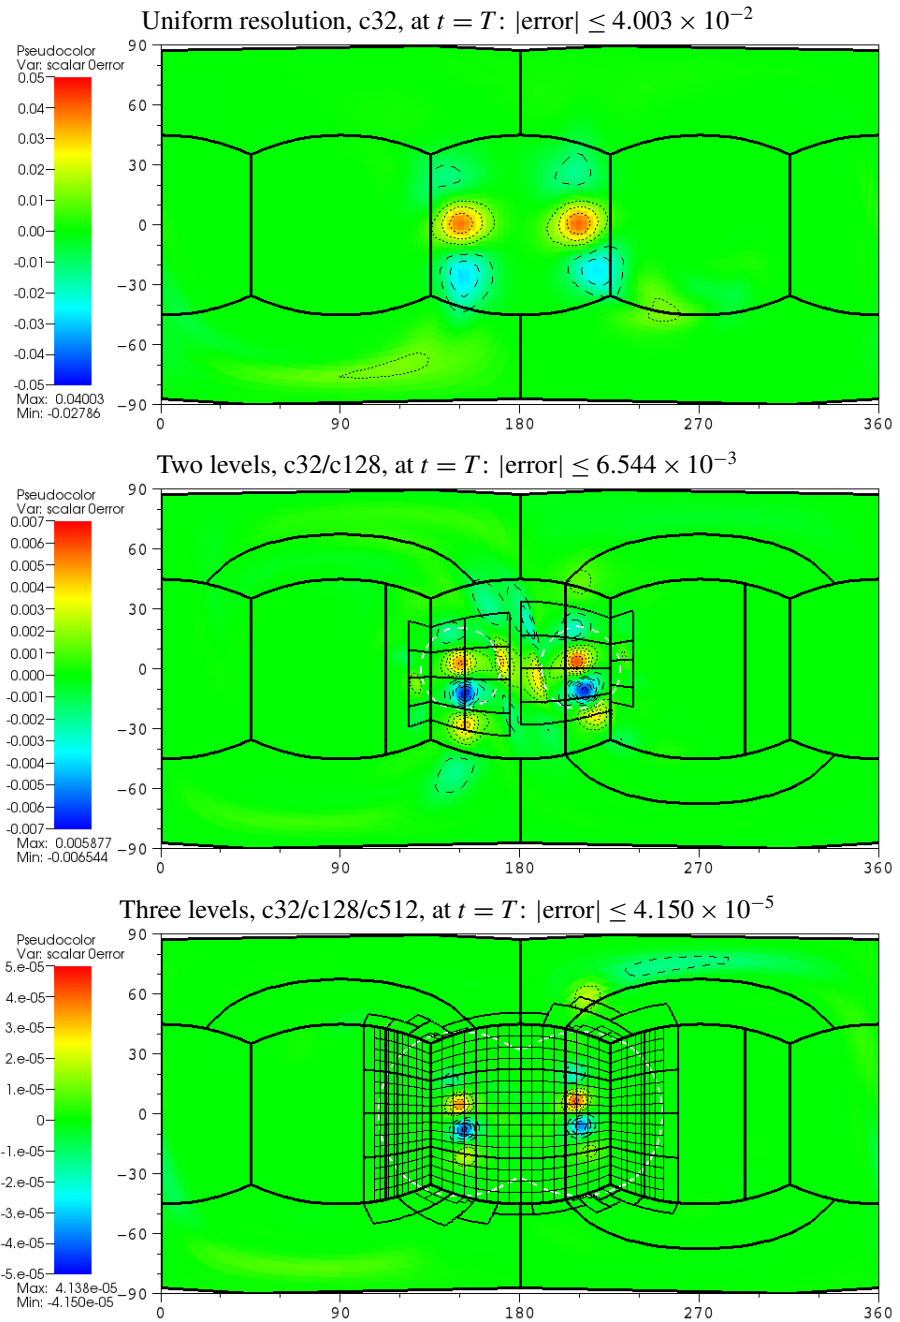 Uniform resolution, c32, at t = T: |error| ≤ 4.003 × 10−2
Pseudocolor
Var: scalar 0error
0.05
0.04
0.03
0.02
0.01
0.00
-0.01
-0.02
-0.03
-0.04
-0.05
Max: 0.04003
Min: -0.02786
90
60
30
0
−30
−60
−90
0 90 180 270 360
Two levels, c32/c128, at t = T: |error| ≤ 6.544 × 10−3
Pseudocolor
Var: scalar 0error
0.007
0.006
0.005
0.004
0.003
0.002
0.001
0.000
-0.001
-0.002
-0.003
-0.004
-0.005
-0.006
-0.007
Max: 0.005877
Min: -0.006544
90
60
30
0
−30
−60
−90
0 90 180 270 360
Three levels, c32/c128/c512, at t = T: |error| ≤ 4.150 × 10−5
Pseudocolor
Var: scalar 0error
5.e-05
4.e-05
3.e-05
2.e-05
1.e-05
0
-1.e-05
-2.e-05
-3.e-05
-4.e-05
-5.e-05
Max: 4.138e-05
Min: -4.150e-05
90
60
30
0
−30
−60
−90
0 90 180 270 360